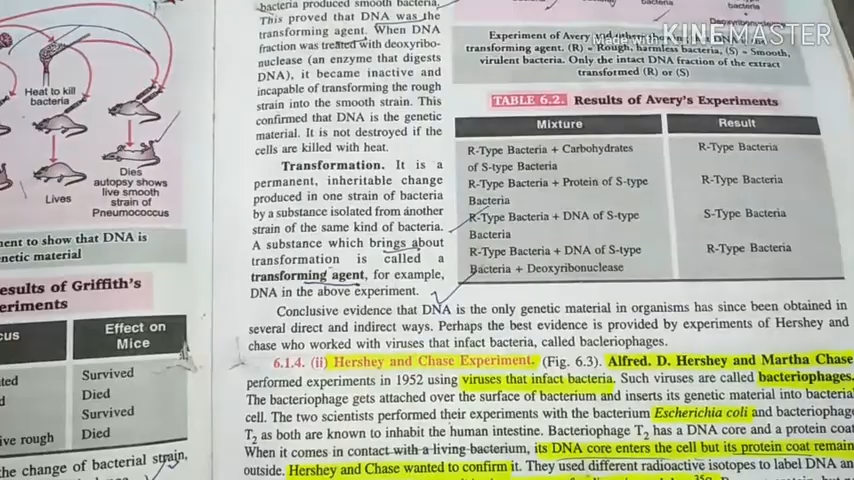 Heat to kill
bacteria
Lives
Dies
autopsy shows
live smooth
strain of
Pneumococcus
ment to show that DNA is
netic material
esults of Griffith's
eriments
cus
Effect on
Mice
ated
Survived
d
Died
Survived
ive rough
Died
the change of bacterial strain,
bacteria produced smooth bacteria.
This proved that DNA was the
transforming agent. When DNA
fraction was treated with deoxyribo-
nuclease (an enzyme that digests
DNA), it became inactive and
incapable of transforming the rough
strain into the smooth strain. This
confirmed that DNA is the genetic
material. It is not destroyed if the
cells are killed with heat.
Transformation. It is a
permanent, inheritable change
produced in one strain of bacteria
by a substance isolated from another
strain of the same kind of bacteria.
A substance which brings about
transformation is called a
transforming agent, for example,
DNA in the above experiment.
bacteria
+
Made with KINEMASTER
Experiment of Avery and
transforming agent. (R) = Rough, harmless bacteria, (S) = Smooth,
virulent bacteria. Only the intact DNA fraction of the extract
transformed (R) or (S)
TABLE 6.2. Results of Avery's Experiments
Mixture Result
R-Type Bacteria + Carbohydrates R-Type Bacteria
of S-type Bacteria
R-Type Bacteria + Protein of S-type R-Type Bacteria
Bacteria
R-Type Bacteria + DNA of S-type S-Type Bacteria
Bacteria
R-Type Bacteria + DNA of S-type R-Type Bacteria
Bacteria + Deoxyribonuclease
Conclusive evidence that DNA is the only genetic material in organisms has since been obtained in
several direct and indirect ways. Perhaps the best evidence is provided by experiments of Hershey and
chase who worked with viruses that infact bacteria, called bacleriophages.
6.1.4. (ii) Hershey and Chase Experiment. (Fig. 6.3). Alfred. D. Hershey and Martha Chase
performed experiments in 1952 using viruses that infact bacteria. Such viruses are called bacteriophages.
The bacteriophage gets attached over the surface of bacterium and inserts its genetic material into bacterial
cell. The two scientists performed their experiments with the bacterium Escherichia coli and bacteriophage
T2 as both are known to inhabit the human intestine. Bacteriophage T2 has a DNA core and a protein coat
When it comes in contact with a living bacterium, its DNA core enters the cell but its protein coat remain
outside. Hershey and Chase wanted to confirm it. They used different radioactive isotopes to label DNA an